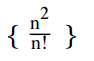 { n²/n! }